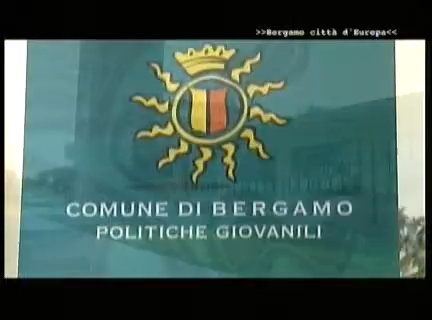 >>Bergamo città d'Europa<<
COMUNE DI BERGAMO
POLITICHE GIOVANILI